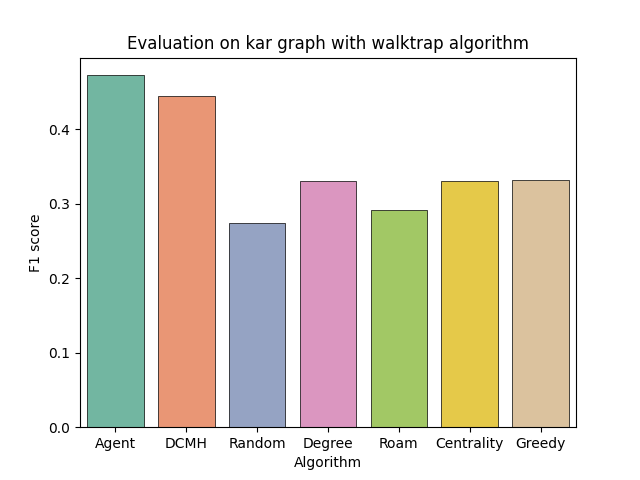 Evaluation on kar graph with walktrap algorithm
F1 score
0.4
0.3
0.2
0.1
0.0
Agent DCMH Random Degree Roam Centrality Greedy
Algorithm